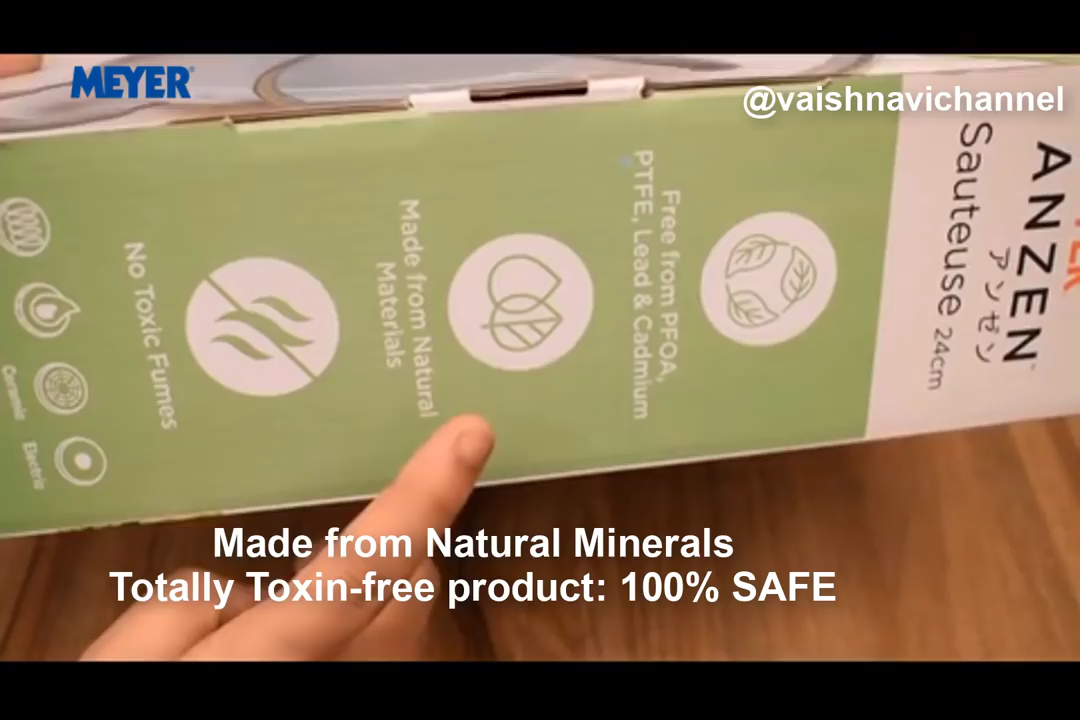 MEYER
@vaishnavichannel
ANZEN
アンゼン
Sauteuse 24cm
Free from PFOA,
PTFE, Lead & Cadmium
Made from Natural
Materials
No Toxic Fumes
Ceramic
Electric
Made from Natural Minerals
Totally Toxin-free product: 100% SAFE